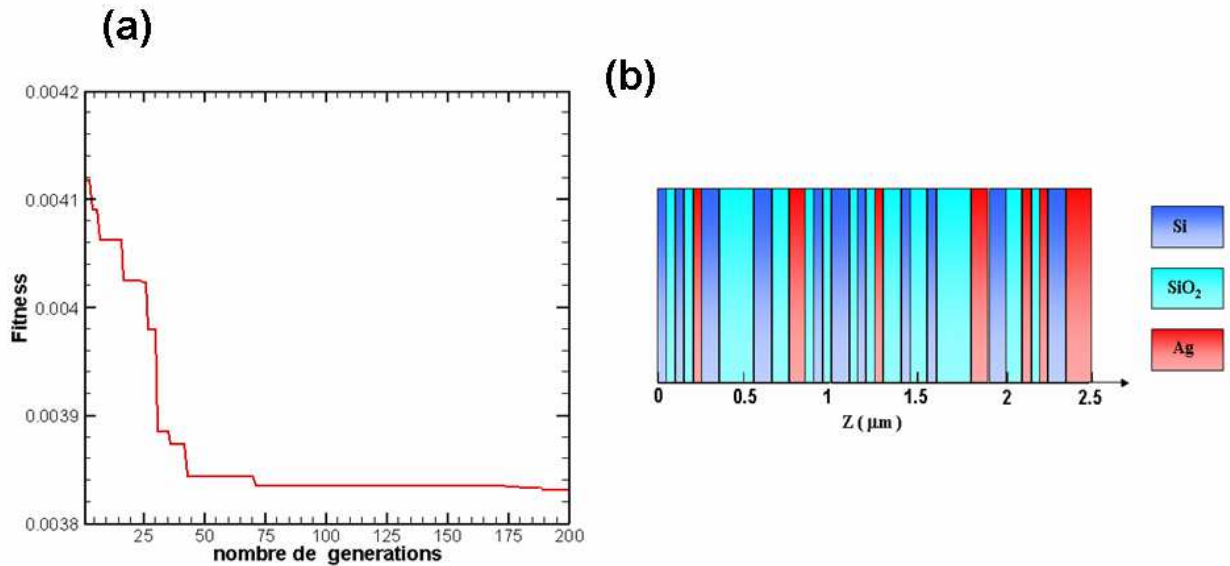 (a)
0.0042
0.0041
0.004
0.0039
0.0038
Fitness
25 50 75 100 125 150 175 200
nombre de generations
(b)
0 0.5 1 1.5 2 2.5
Z ( μm )
Si
SiO₂
Ag